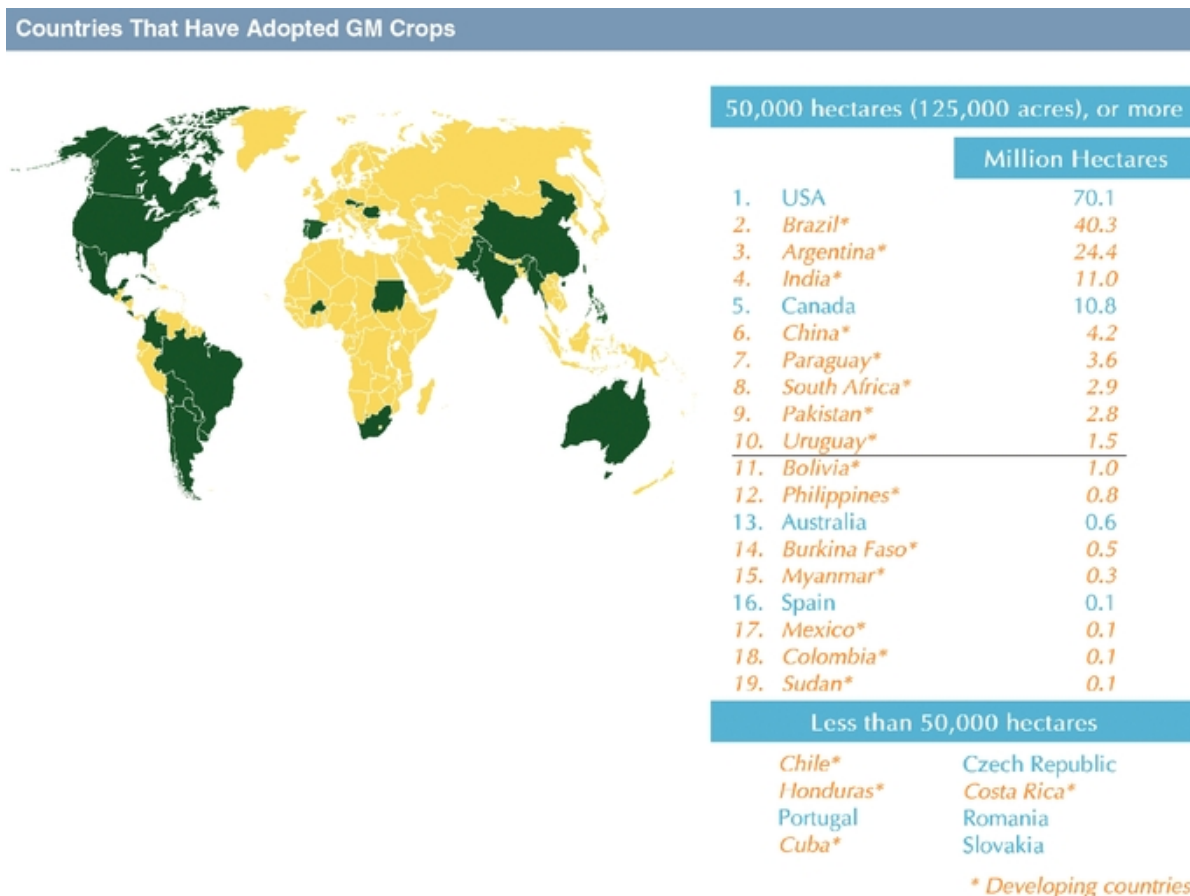 Countries That Have Adopted GM Crops
50,000 hectares (125,000 acres), or more
Million Hectares
1. USA 70.1
2. Brazil* 40.3
3. Argentina* 24.4
4. India* 11.0
5. Canada 10.8
6. China* 4.2
7. Paraguay* 3.6
8. South Africa* 2.9
9. Pakistan* 2.8
10. Uruguay* 1.5
11. Bolivia* 1.0
12. Philippines* 0.8
13. Australia 0.6
14. Burkina Faso* 0.5
15. Myanmar* 0.3
16. Spain 0.1
17. Mexico* 0.1
18. Colombia* 0.1
19. Sudan* 0.1
Less than 50,000 hectares
Chile* Czech Republic
Honduras* Costa Rica*
Portugal Romania
Cuba* Slovakia
* Developing countries